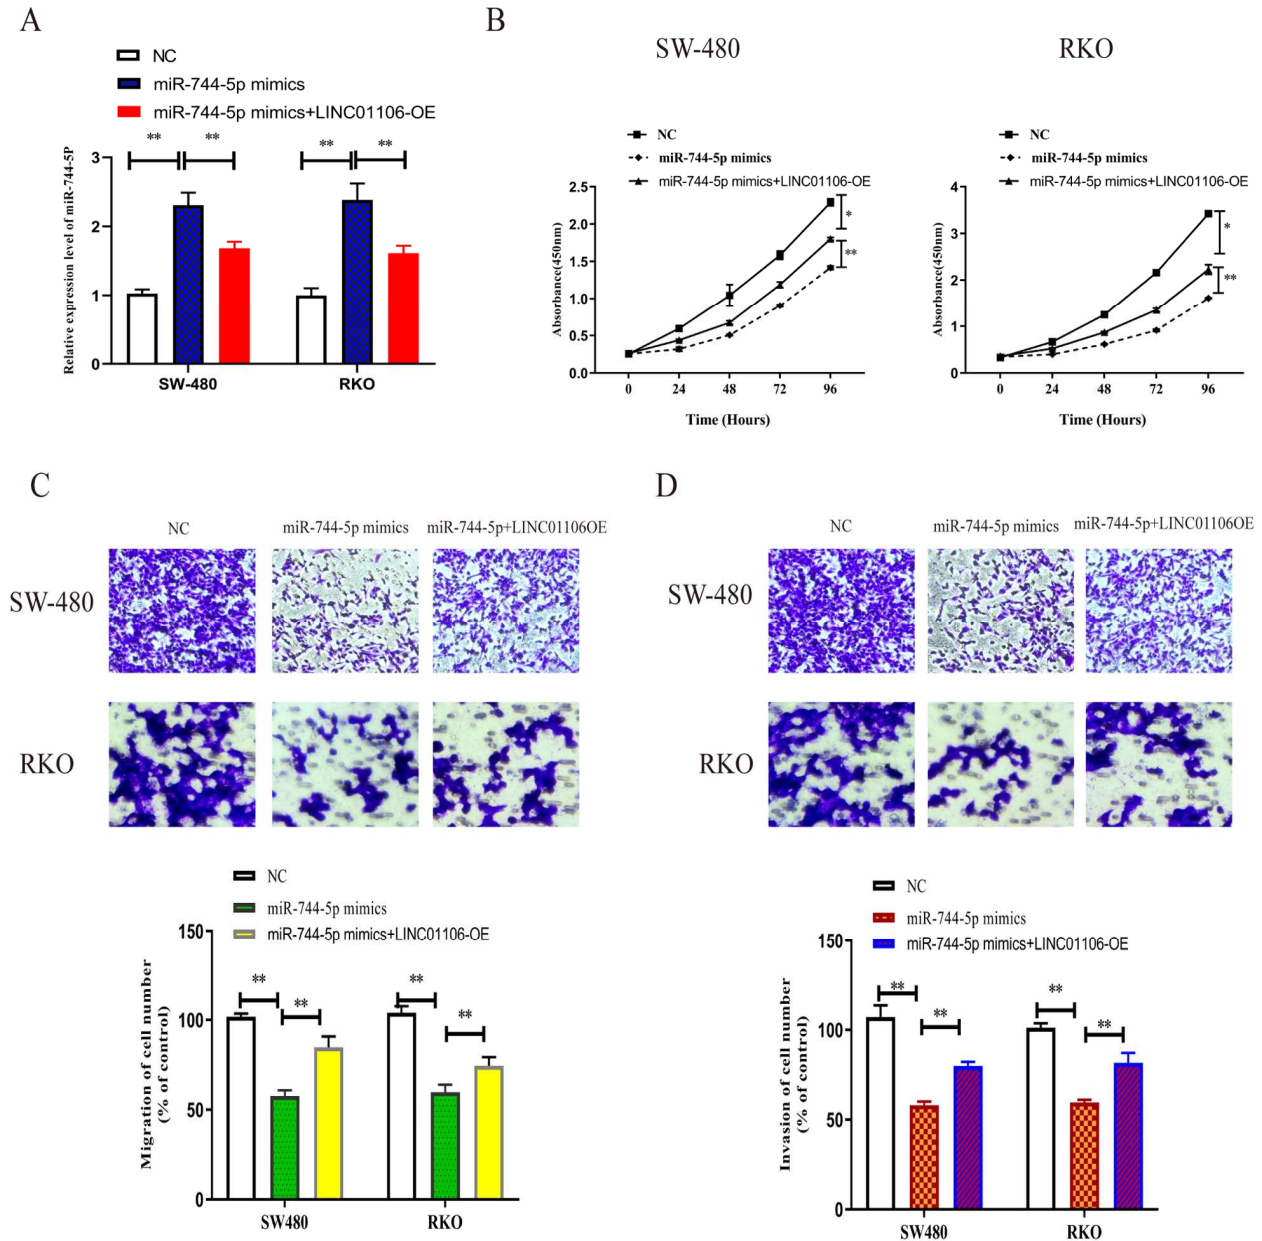 A
NC
miR-744-5p mimics
miR-744-5p mimics+LINC01106-OE
** ** ** **
Relative expression level of miR-744-5P
3
2
1
0
SW-480 RKO
B
SW-480 RKO
NC
miR-744-5p mimics
miR-744-5p mimics+LINC01106-OE
Absorbance(450nm)
2.5
2.0
1.5
1.0
0.5
0.0
*
**
0 24 48 72 96
Time (Hours)
NC
miR-744-5p mimics
miR-744-5p mimics+LINC01106-OE
Absorbance(450nm)
4
3
2
1
0
*
**
0 24 48 72 96
Time (Hours)
C
NC miR-744-5p mimics miR-744-5p+LINC01106OE
SW-480
RKO
NC
miR-744-5p mimics
miR-744-5p mimics+LINC01106-OE
Migration of cell number
(% of control)
150
100
50
0
** ** ** **
SW480 RKO
D
NC miR-744-5p mimics miR-744-5p+LINC01106OE
SW-480
RKO
NC
miR-744-5p mimics
miR-744-5p mimics+LINC01106-OE
Invasion of cell number
(% of control)
150
100
50
0
** ** ** **
SW480 RKO